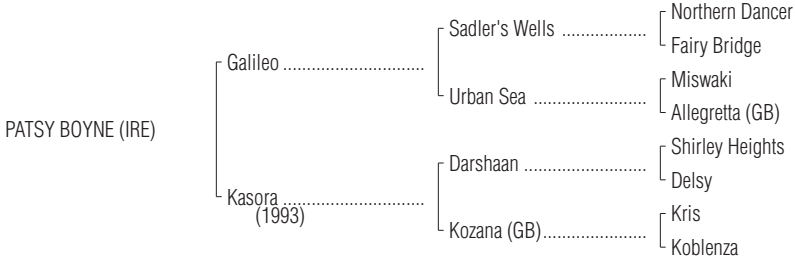 Northern Dancer
Sadler's Wells ..................
Fairy Bridge
Galileo ..............................
Miswaki
Urban Sea ........................
Allegretta (GB)
PATSY BOYNE (IRE)
Shirley Heights
Darshaan ..........................
Delsy
Kasora ..............................
(1993)
Kris
Kozana (GB)......................
Koblenza